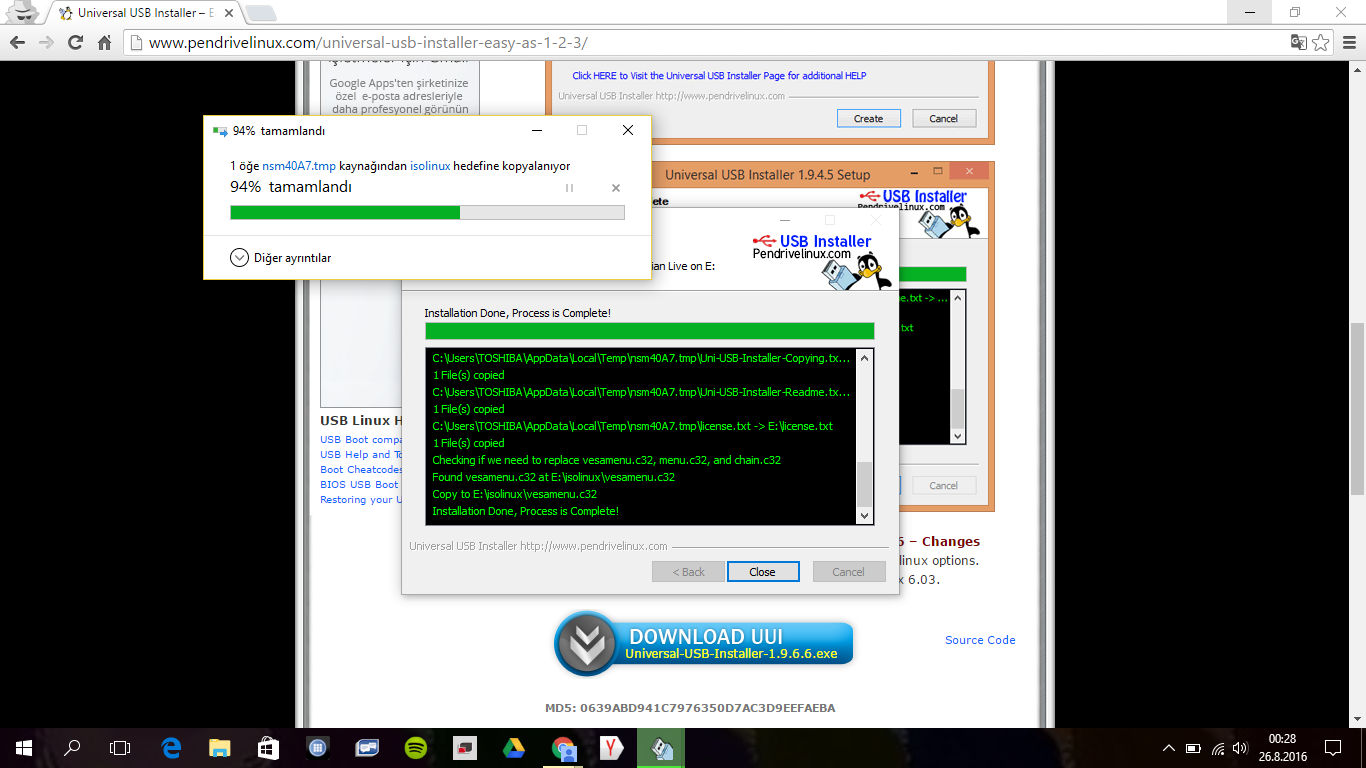 Universal USB Installer – E
www.pendrivelinux.com/universal-usb-installer-easy-as-1-2-3/
Google Apps'ten şirketinize
özel e-posta adresleriyle
daha profesyonel görünün
Click HERE to Visit the Universal USB Installer Page for additional HELP
Universal USB Installer http://www.pendrivelinux.com
Create
Cancel
94% tamamlandı
1 öğe nsm40A7.tmp kaynağından isolinux hedefine kopyalanıyor
94% tamamlandı
Diğer ayrıntılar
Universal USB Installer 1.9.4.5 Setup
USB Installer
Pendrivelinux.com
USB Installer
Pendrivelinux.com
ian Live on E:
Installation Done, Process is Complete!
C:\Users\TOSHIBA\AppData\Local\Temp\nsm40A7.tmp\Uni-USB-Installer-Copying.tx...
1 File(s) copied
C:\Users\TOSHIBA\AppData\Local\Temp\nsm40A7.tmp\Uni-USB-Installer-Readme.tx...
1 File(s) copied
C:\Users\TOSHIBA\AppData\Local\Temp\nsm40A7.tmp\license.txt -> E:\license.txt
1 File(s) copied
Checking if we need to replace vesamenu.c32, menu.c32, and chain.c32
Found vesamenu.c32 at E:\isolinux\vesamenu.c32
Copy to E:\isolinux\vesamenu.c32
Installation Done, Process is Complete!
Universal USB Installer http://www.pendrivelinux.com
< Back
Close
Cancel
e.txt -> ...
.txt
Cancel
USB Linux H
USB Boot compa
USB Help and To
Boot Cheatcodes
BIOS USB Boot
Restoring your U
6 – Changes
linux options.
x 6.03.
DOWNLOAD UUI
Universal-USB-Installer-1.9.6.6.exe
Source Code
MD5: 0639ABD941C7976350D7AC3D9EEFAEBA
00:28
26.8.2016